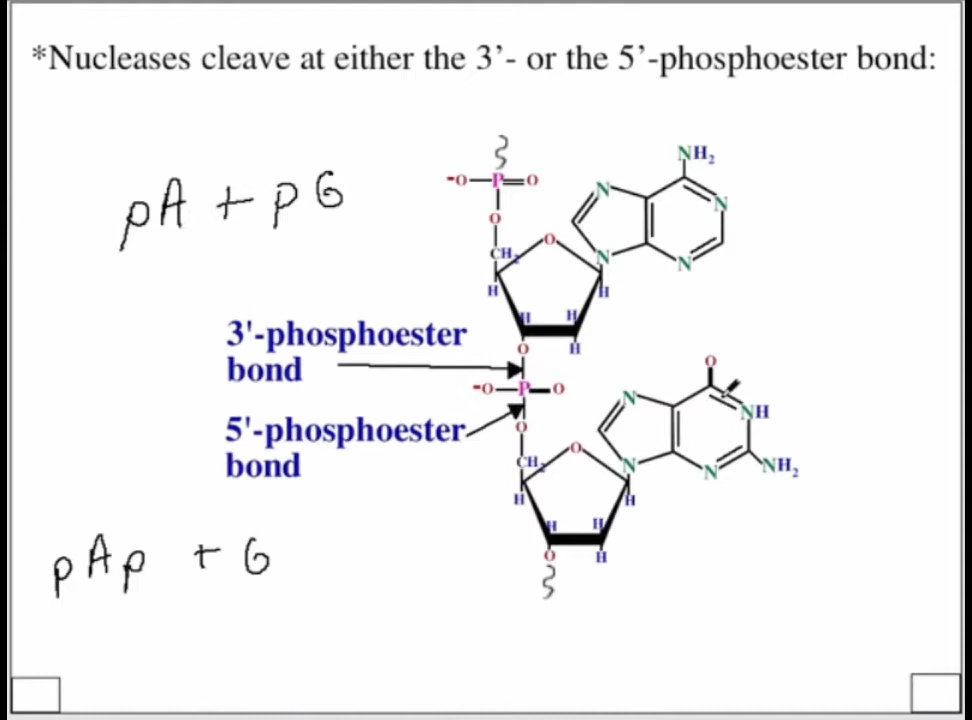 *Nucleases cleave at either the 3’- or the 5’-phosphoester bond:
pA + pG
3'-phosphoester
bond
5'-phosphoester
bond
pAp + G
-O P O
O
CH2
O
H H H H H
NH2
N N N N
O
-O P O
O
CH2
O
H H H H H
O
N NH N N NH2
O